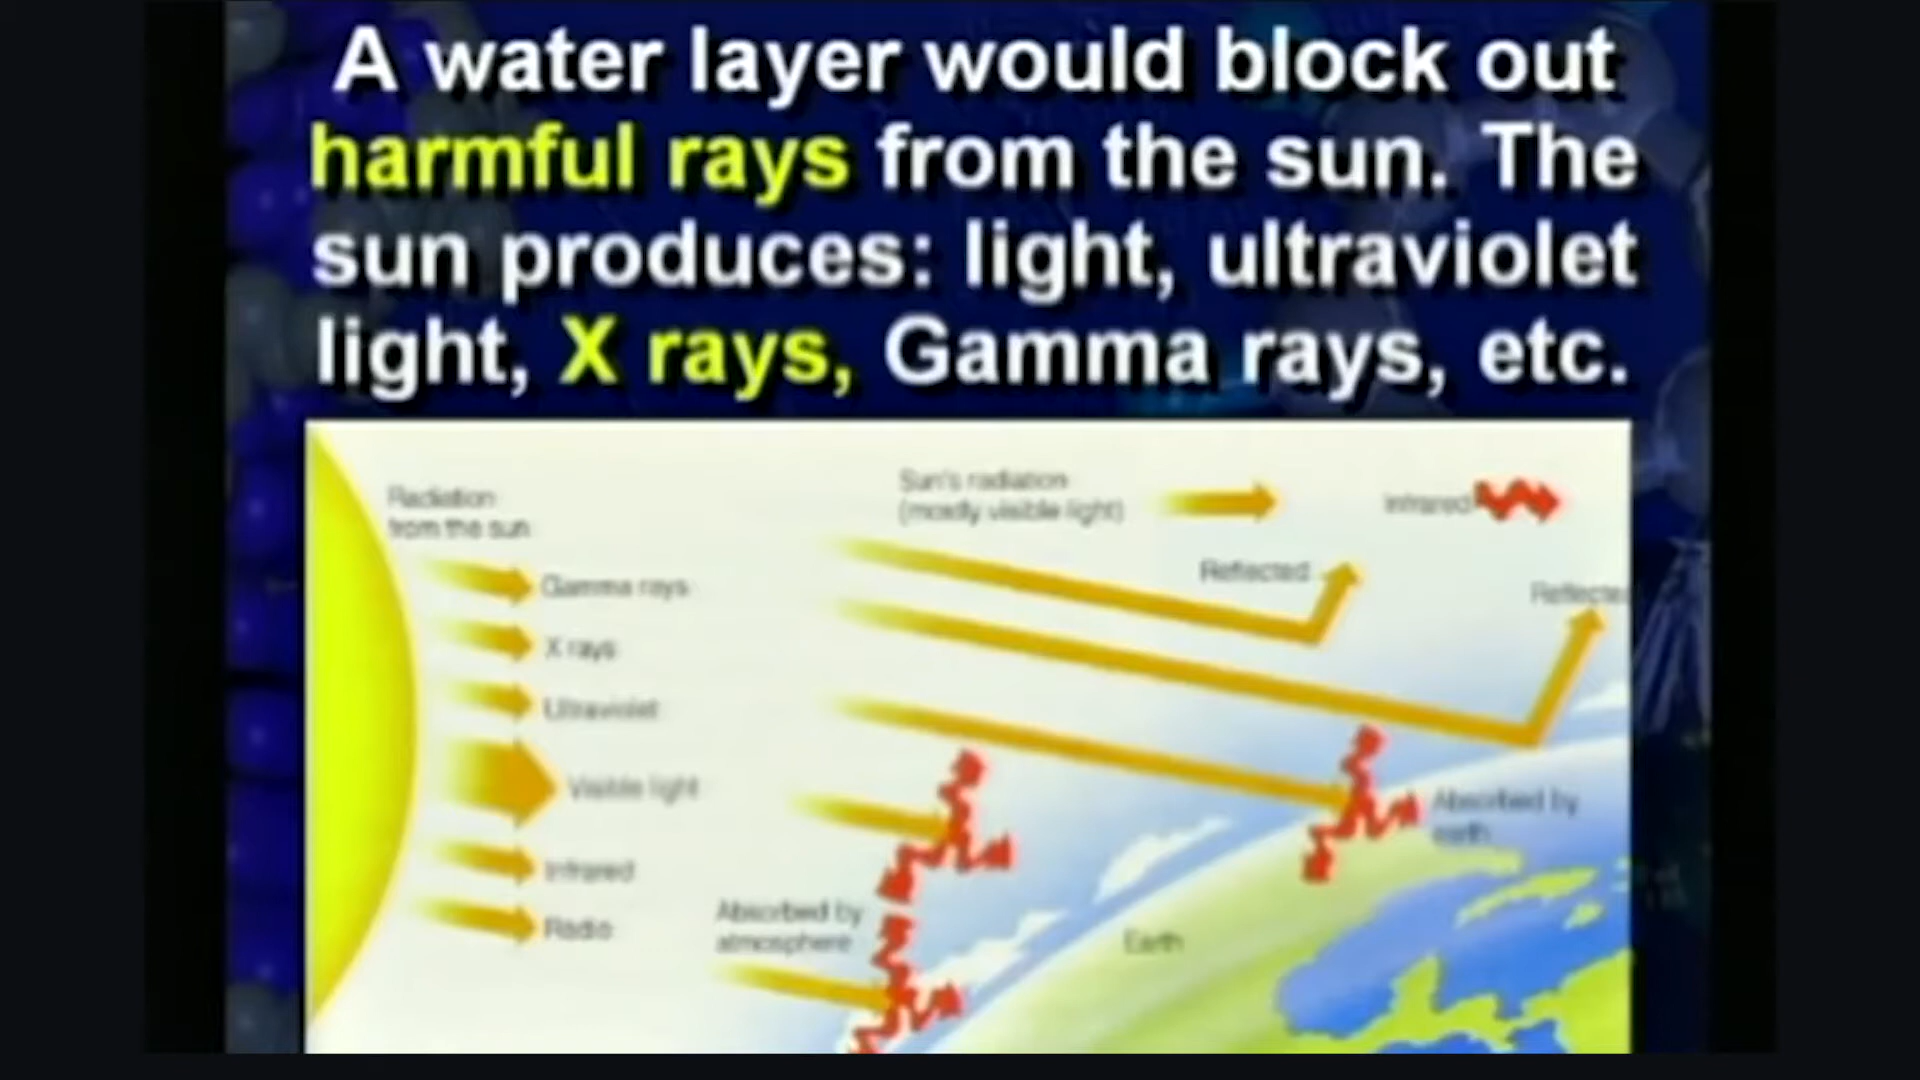 A water layer would block out
harmful rays from the sun. The
sun produces: light, ultraviolet
light, X rays, Gamma rays, etc.
Radiation
from the sun
Gamma rays
X rays
Ultraviolet
Visible light
Infrared
Radio
Sun's radiation
(mostly visible light)
Infrared
Reflected
Reflecte
Absorbed by
earth
Absorbed by
atmosphere
Earth